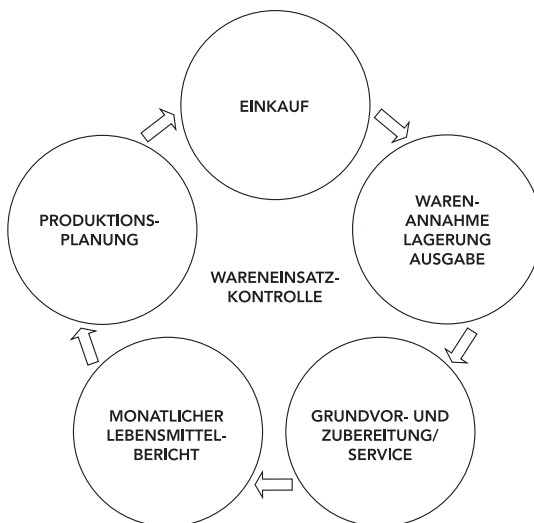 EINKAUF
WAREN-
ANNAHME
LAGERUNG
AUSGABE
GRUNDVOR- UND
ZUBEREITUNG/
SERVICE
MONATLICHER
LEBENSMITTEL-
BERICHT
PRODUKTIONS-
PLANUNG
WARENEINSATZ-
KONTROLLE